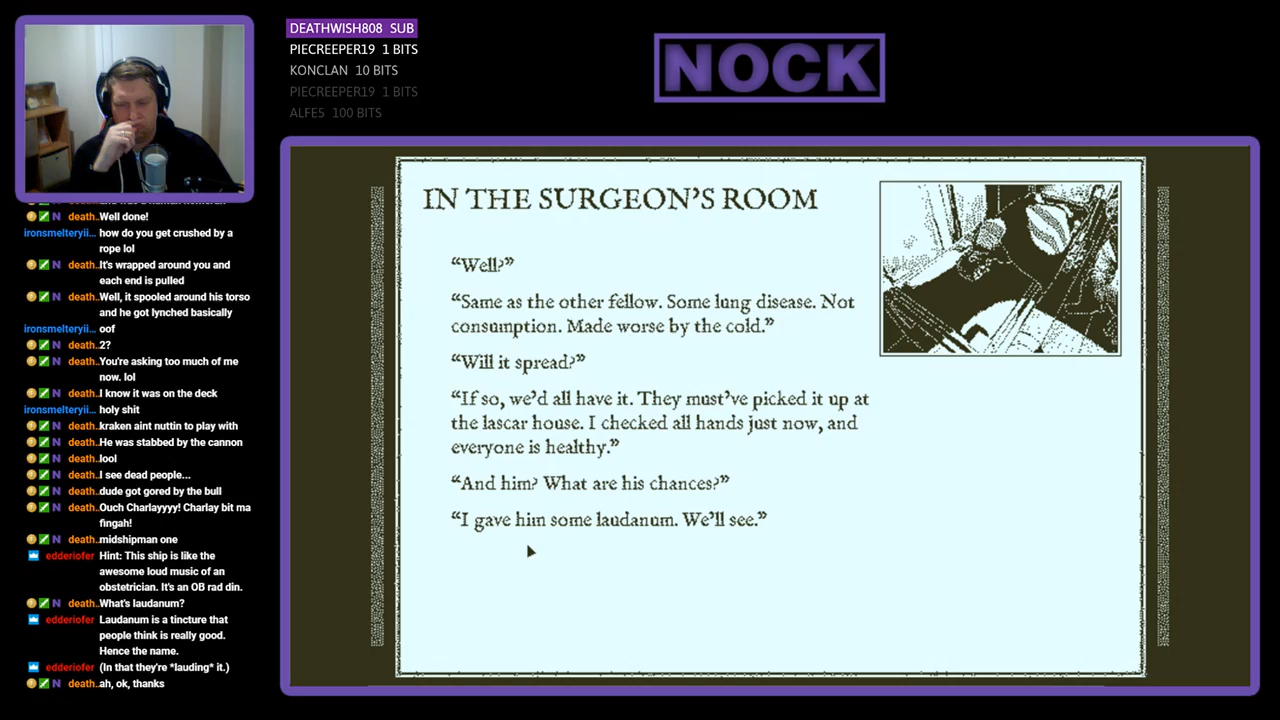 DEATHWISH808 SUB
PIECREEPER19 1 BITS
KONCLAN 10 BITS
PIECREEPER19 1 BITS
ALFE5 100 BITS
NOCK
death..Well done!
ironsmelteryii... how do you get crushed by a
rope lol
death..It's wrapped around you and
each end is pulled
death..Well, it spooled around his torso
and he got lynched basically
ironsmelteryii... oof
death..2?
death..You're asking too much of me
now. lol
death..I know it was on the deck
ironsmelteryii... holy shit
death..kraken aint nuttin to play with
death..He was stabbed by the cannon
death..lool
death..I see dead people...
death..dude got gored by the bull
death..Ouch Charlayyyy! Charlay bit ma
fingah!
death..midshipman one
edderiofer Hint: This ship is like the
awesome loud music of an
obstetrician. It's an OB rad din.
death..What's laudanum?
edderiofer Laudanum is a tincture that
people think is really good.
Hence the name.
edderiofer (In that they're *lauding* it.)
death..ah, ok, thanks
IN THE SURGEON'S ROOM
“Well?”
“Same as the other fellow. Some lung disease. Not
consumption. Made worse by the cold.”
“Will it spread?”
“If so, we'd all have it. They must've picked it up at
the lascar house. I checked all hands just now, and
everyone is healthy.”
“And him? What are his chances?”
“I gave him some laudanum. We'll see.”